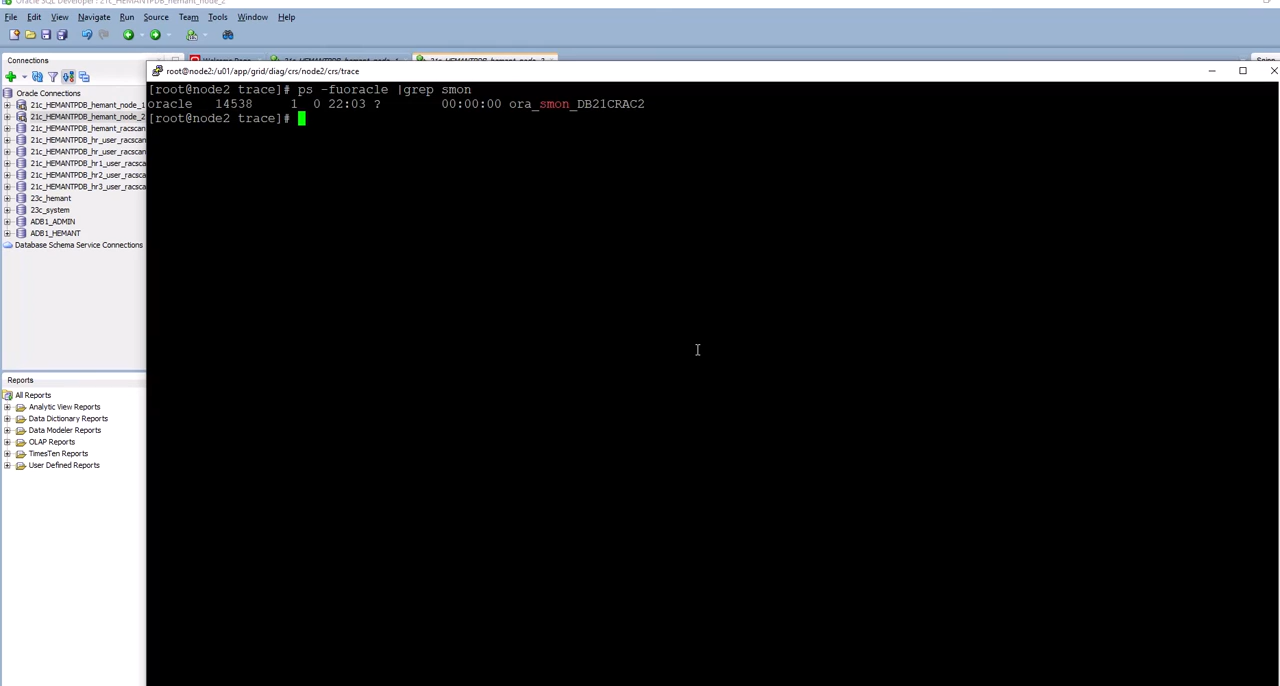 Oracle SQL Developer : 21c_HEMANTPDB_hemant_node_2
File Edit View Navigate Run Source Team Tools Window Help
Connections
Oracle Connections
21c_HEMANTPDB_hemant_node_1
21c_HEMANTPDB_hemant_node_2
21c_HEMANTPDB_hemant_racscan
21c_HEMANTPDB_hr_user_racscan
21c_HEMANTPDB_hr_user_racscan
21c_HEMANTPDB_hr1_user_racsca
21c_HEMANTPDB_hr2_user_racsca
21c_HEMANTPDB_hr3_user_racsca
23c_hemant
23c_system
ADB1_ADMIN
ADB1_HEMANT
Database Schema Service Connections
Reports
All Reports
Analytic View Reports
Data Dictionary Reports
Data Modeler Reports
OLAP Reports
TimesTen Reports
User Defined Reports
root@node2:/u01/app/grid/diag/crs/node2/crs/trace
[root@node2 trace]# ps -fuoracle |grep smon
oracle 14538 1 0 22:03 ? 00:00:00 ora_smon_DB21CRAC2
[root@node2 trace]#